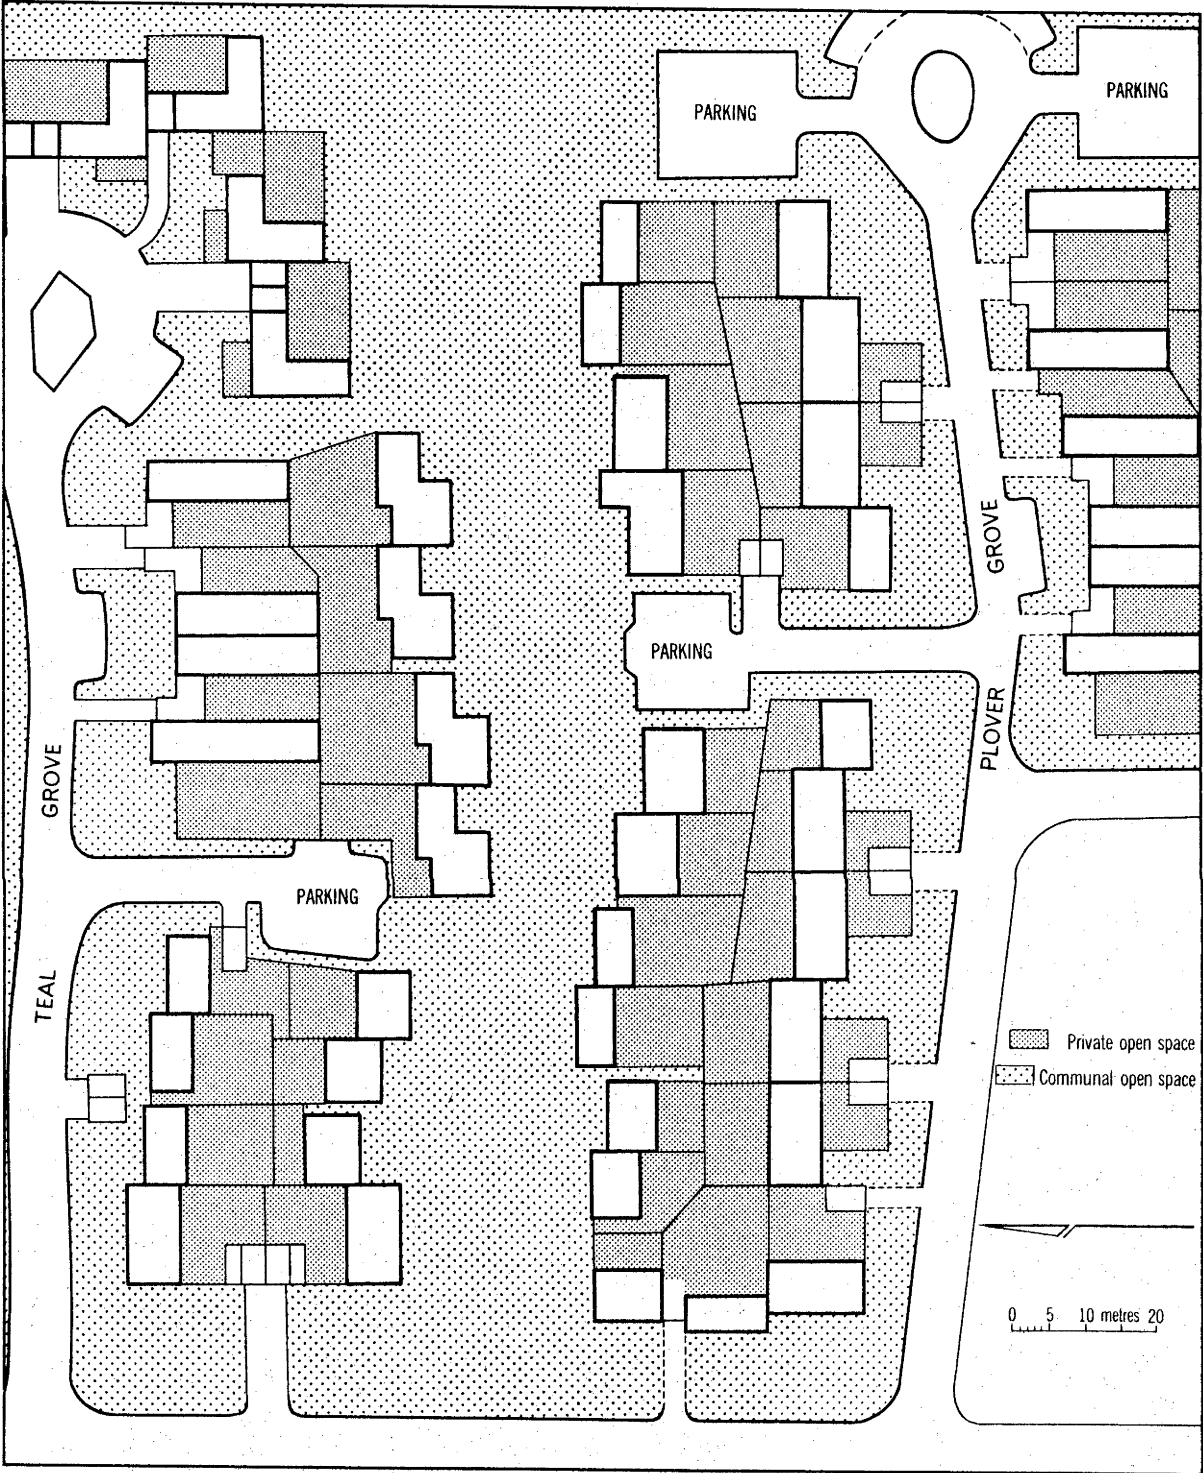 PARKING
PARKING
GROVE
PARKING
PLOVER
GROVE
PARKING
TEAL
Private open space
Communal open space
0 5 10 metres 20